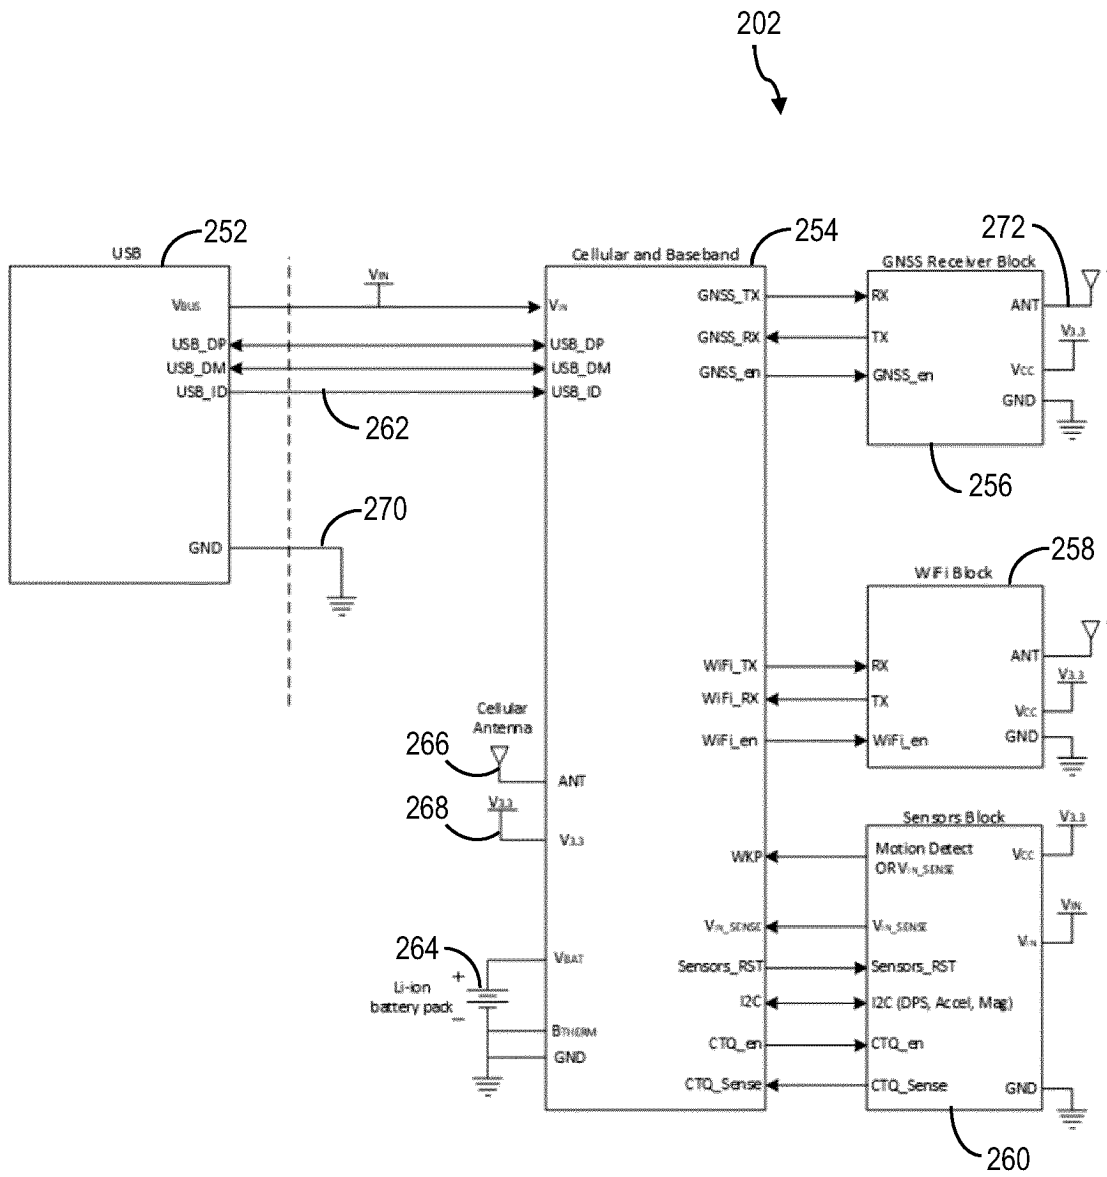 202
252
USB
VBUS
USB_DP
USB_DM
USB_ID
GND
VIN
262
270
254
Cellular and Baseband
VIN
USB_DP
USB_DM
USB_ID
GNSS_TX
GNSS_RX
GNSS_en
272
GNSS Receiver Block
RX
TX
GNSS_en
ANT
V3.3
VCC
GND
256
258
WiFi Block
WiFi_TX
WiFi_RX
WiFi_en
RX
TX
WiFi_en
ANT
V3.3
VCC
GND
Cellular
Antenna
266
ANT
V3.3
268
V3.3
264
+
Li-ion
battery pack
−
VBAT
BTHERM
GND
WKP
VIN_SENSE
Sensors_RST
I2C
CTQ_en
CTQ_Sense
Sensors Block
Motion Detect
OR VIN_SENSE
VIN_SENSE
Sensors_RST
I2C (DPS, Accel, Mag)
CTQ_en
CTQ_Sense
V3.3
VCC
VIN
VIN
GND
260